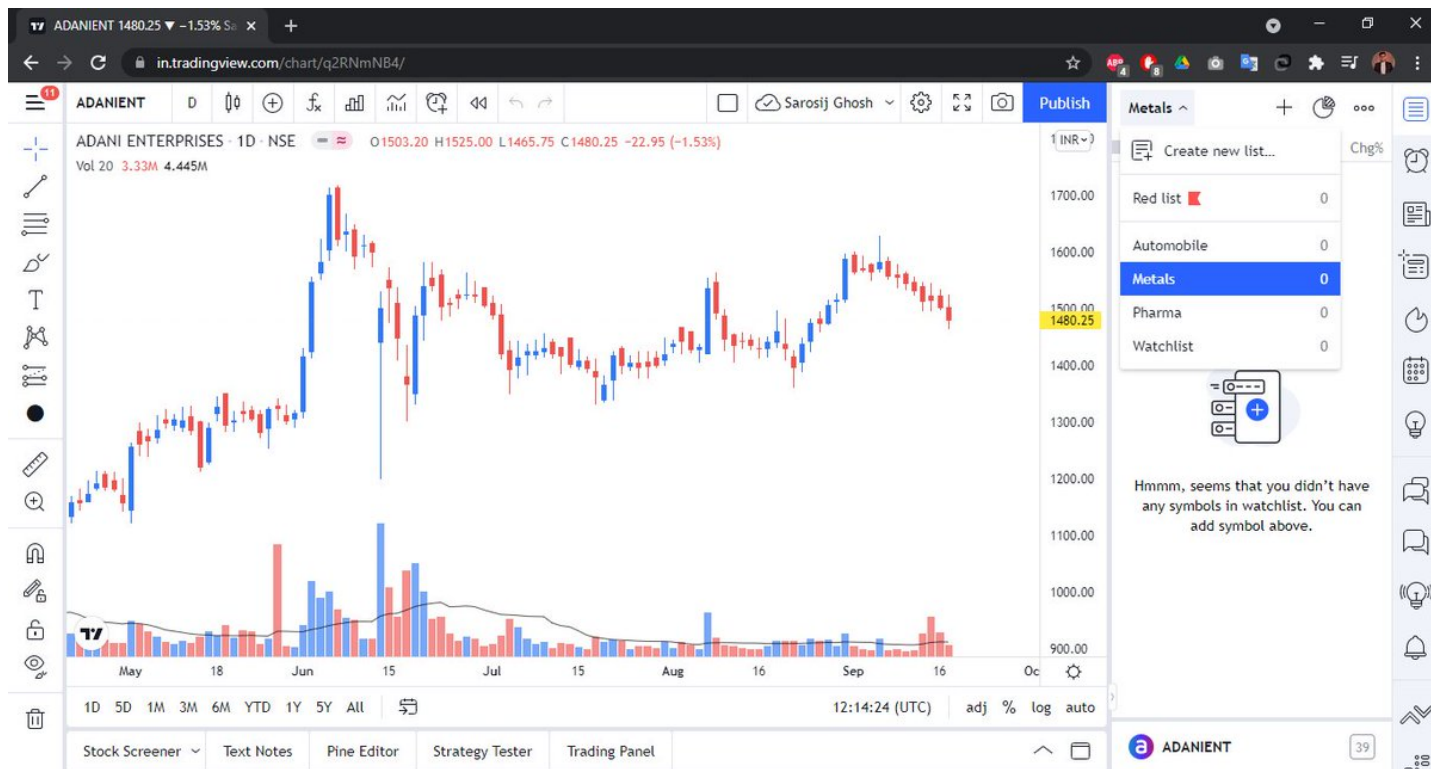 ADANIENT 1480.25 ▼ −1.53% Sa
in.tradingview.com/chart/q2RNmNB4/
ABP
4
8
11
ADANIENT D
Sarosij Ghosh
Publish
ADANI ENTERPRISES · 1D · NSE O1503.20 H1525.00 L1465.75 C1480.25 −22.95 (−1.53%)
Vol 20 3.33M 4.445M
INR
1700.00
1600.00
1500.00
1480.25
1400.00
1300.00
1200.00
1100.00
1000.00
900.00
May 18 Jun 15 Jul 15 Aug 16 Sep 16 Oc
1D 5D 1M 3M 6M YTD 1Y 5Y All
12:14:24 (UTC) adj % log auto
Stock Screener Text Notes Pine Editor Strategy Tester Trading Panel
Metals
Chg%
Create new list...
Red list 0
Automobile 0
Metals 0
Pharma 0
Watchlist 0
Hmmm, seems that you didn't have
any symbols in watchlist. You can
add symbol above.
ADANIENT 39